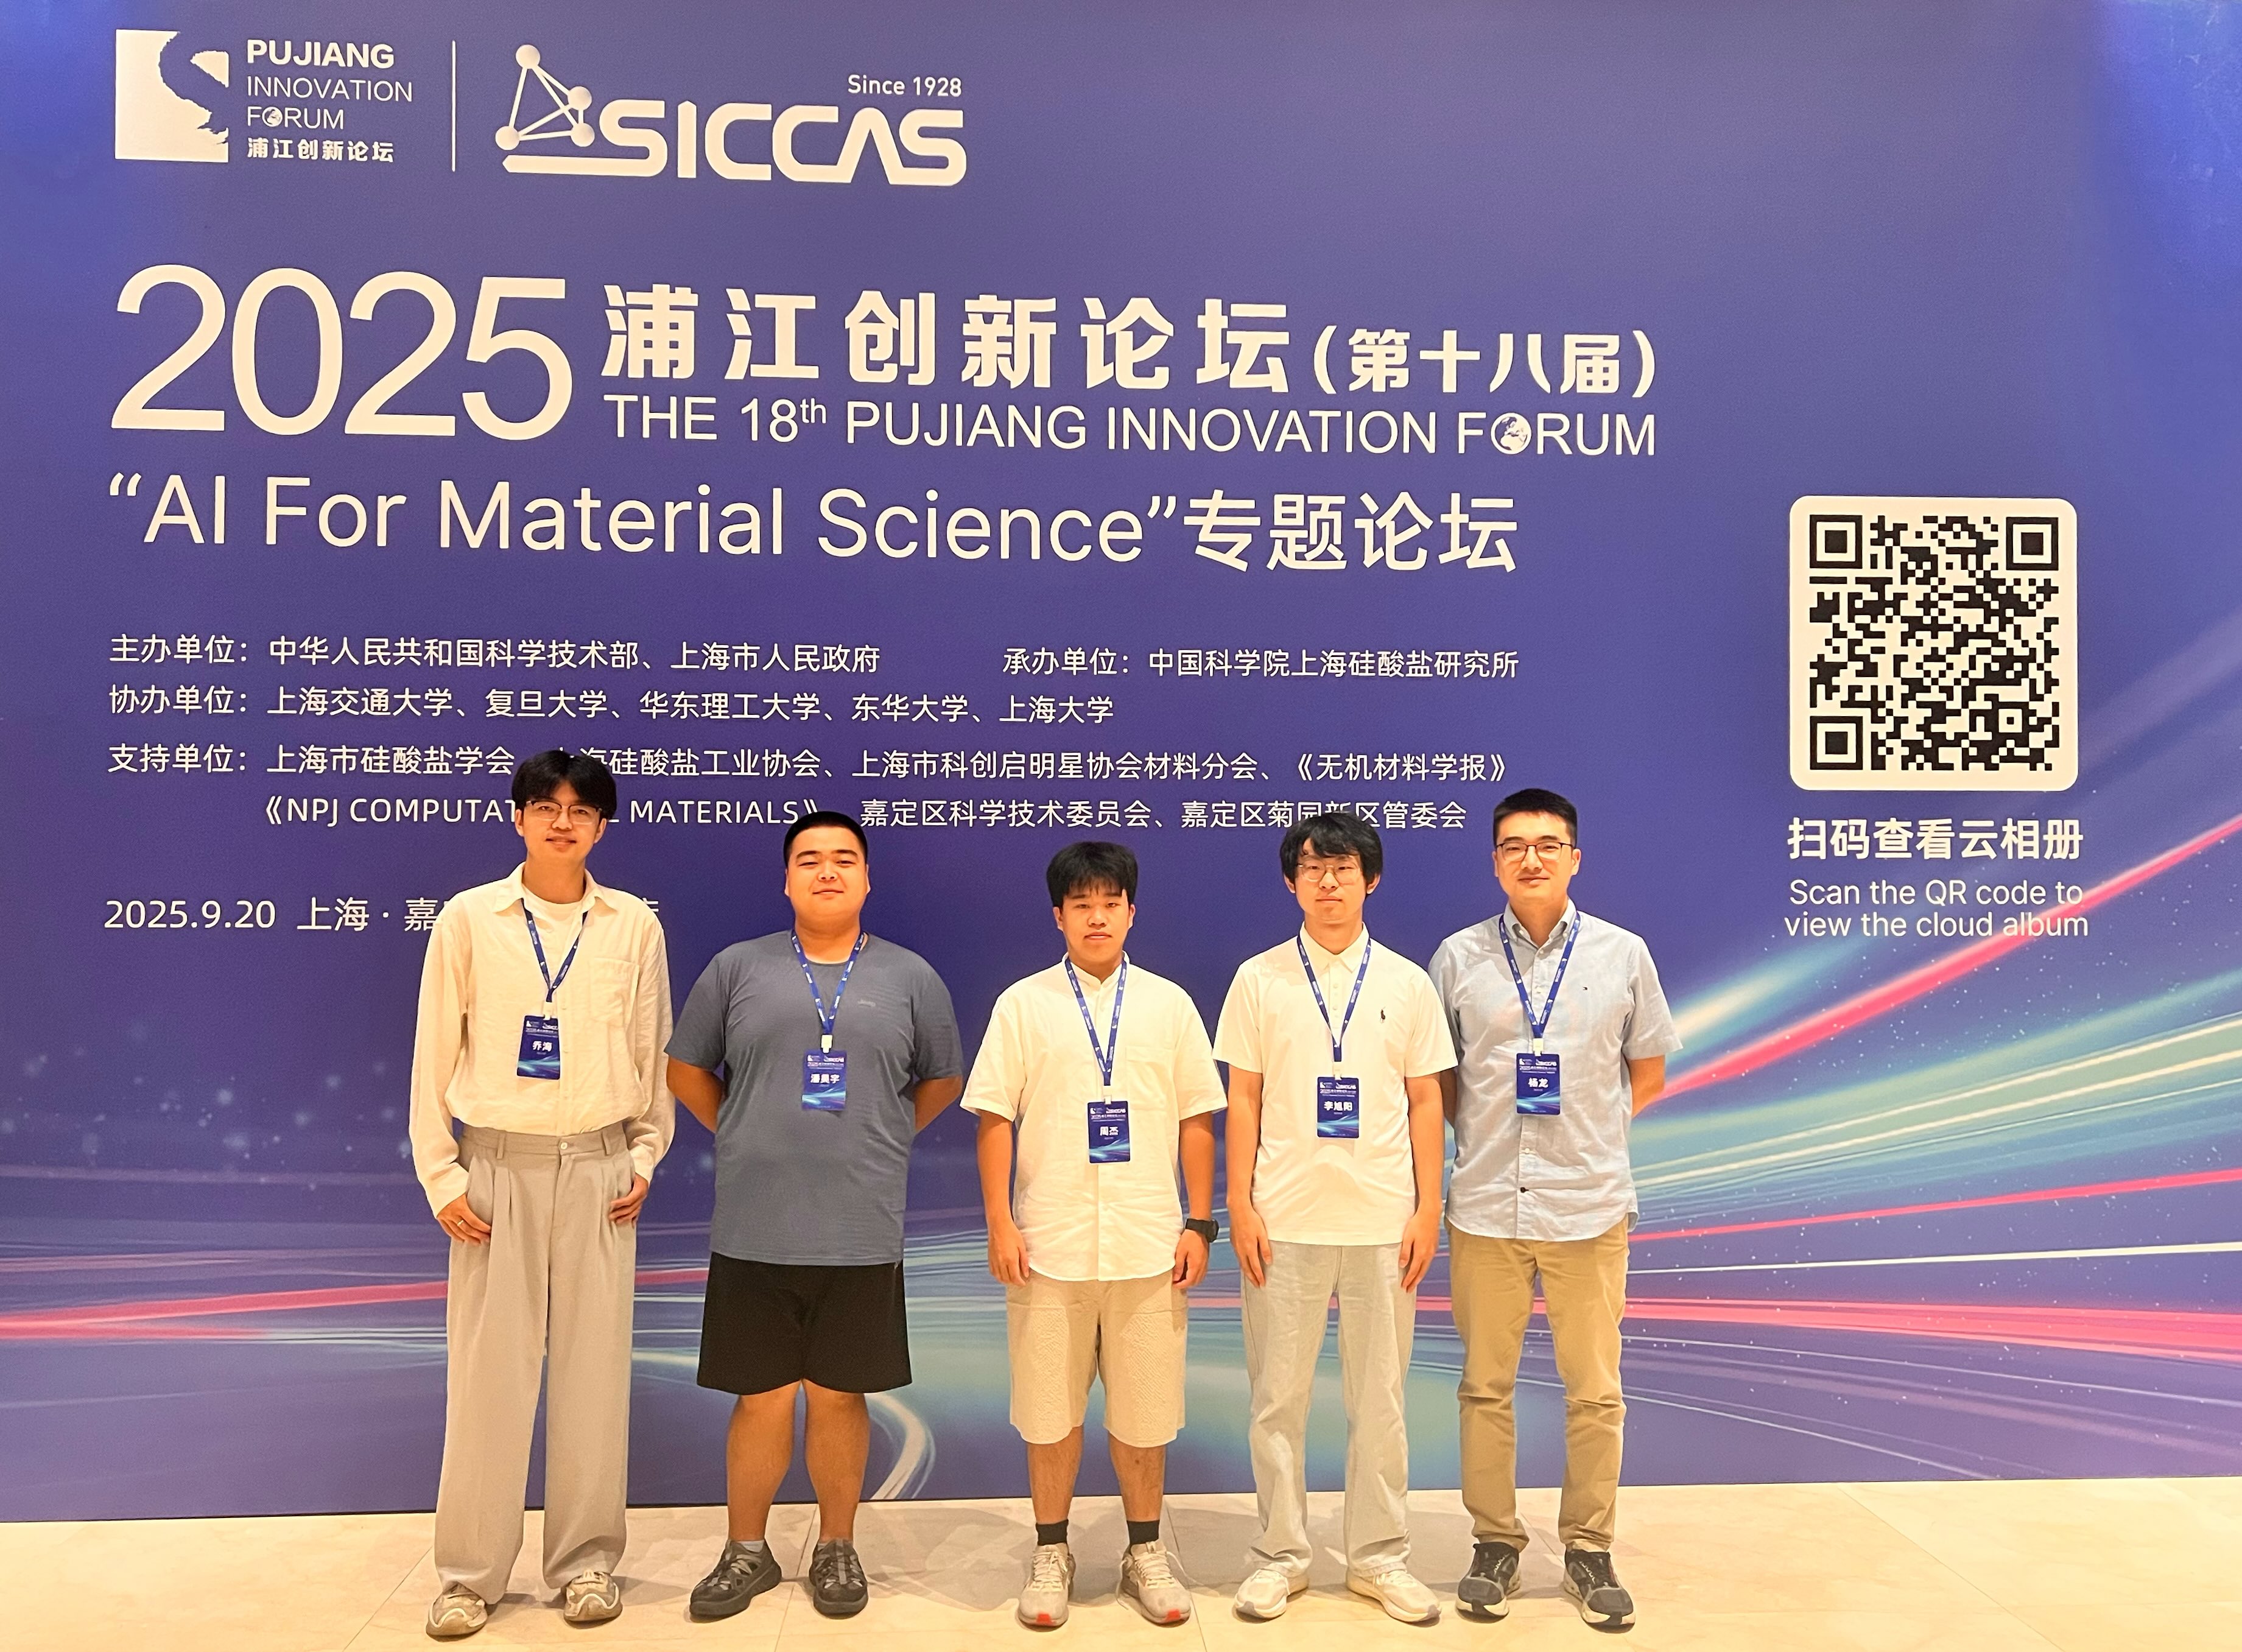 PUJIANG
INNOVATION
FORUM
浦江创新论坛
Since 1928
SICCAS
2025 浦江创新论坛（第十八届）
THE 18th PUJIANG INNOVATION FORUM
“AI For Material Science”专题论坛
主办单位：中华人民共和国科学技术部、上海市人民政府 承办单位：中国科学院上海硅酸盐研究所
协办单位：上海交通大学、复旦大学、华东理工大学、东华大学、上海大学
支持单位：上海市硅酸盐学会 海硅酸盐工业协会、上海市科创启明星协会材料分会、《无机材料学报》
《NPJ COMPUTAT L MATERIALS》 嘉定区科学技术委员会、嘉定区菊园新区管委会
2025.9.20 上海·嘉
扫码查看云相册
Scan the QR code to
view the cloud album
乔海
周杰
李旭阳
杨龙